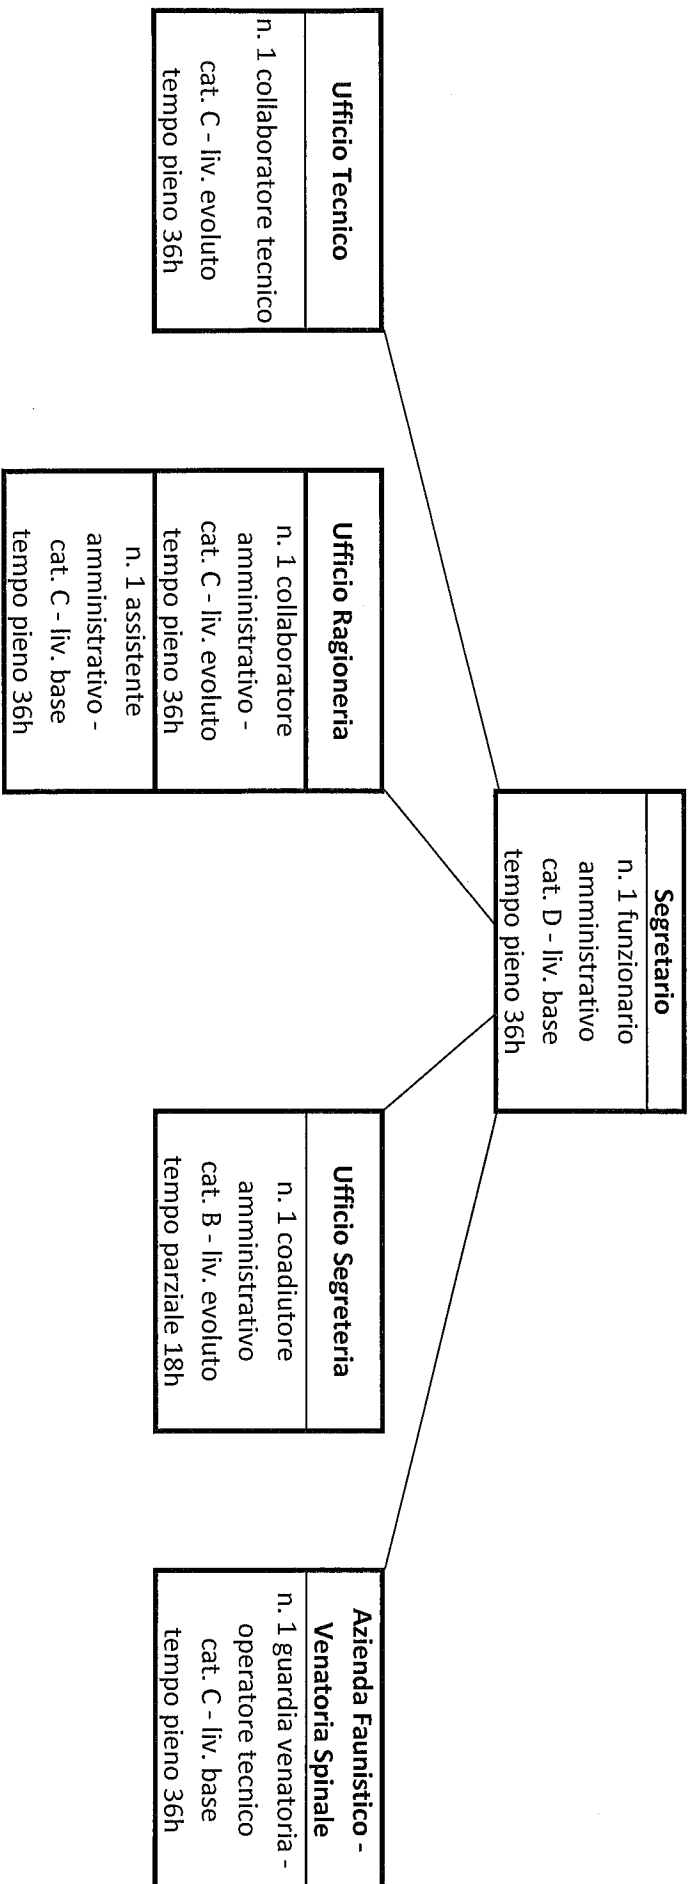 Segretario
n. 1 funzionario
amministrativo
cat. D - liv. base
tempo pieno 36h
Ufficio Tecnico
n. 1 collaboratore tecnico
cat. C - liv. evoluto
tempo pieno 36h
Ufficio Ragioneria
n. 1 collaboratore
amministrativo -
cat. C - liv. evoluto
tempo pieno 36h
n. 1 assistente
amministrativo -
cat. C - liv. base
tempo pieno 36h
Ufficio Segreteria
n. 1 coadiutore
amministrativo
cat. B - liv. evoluto
tempo parziale 18h
Azienda Faunistico -
Venatoria Spinale
n. 1 guardia venatoria -
operatore tecnico
cat. C - liv. base
tempo pieno 36h